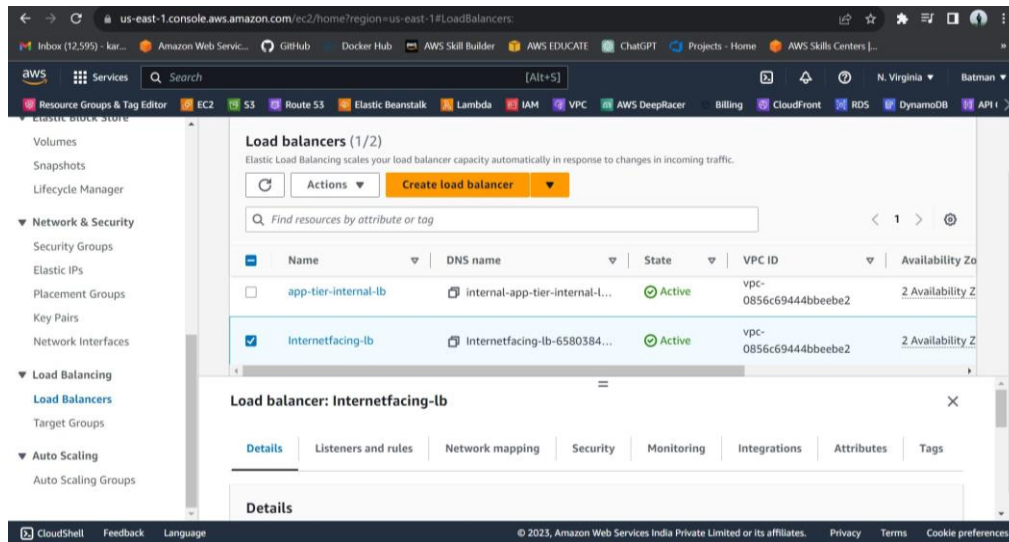 us-east-1.console.aws.amazon.com/ec2/home?region=us-east-1#LoadBalancers:
Inbox (12,595) - kar... Amazon Web Servic... GitHub Docker Hub AWS Skill Builder AWS EDUCATE ChatGPT Projects - Home AWS Skills Centers |... »
aws Services Search [Alt+S] N. Virginia ▼ Batman ▼
Resource Groups & Tag Editor EC2 S3 Route 53 Elastic Beanstalk Lambda IAM VPC AWS DeepRacer Billing CloudFront RDS DynamoDB API
Elastic Block Store
Volumes
Snapshots
Lifecycle Manager
Network & Security
Security Groups
Elastic IPs
Placement Groups
Key Pairs
Network Interfaces
Load Balancing
Load Balancers
Target Groups
Auto Scaling
Auto Scaling Groups
Load balancers (1/2)
Elastic Load Balancing scales your load balancer capacity automatically in response to changes in incoming traffic.
Actions ▼ Create load balancer ▼
Find resources by attribute or tag < 1 >
Name DNS name State VPC ID Availability Zo
app-tier-internal-lb internal-app-tier-internal-l... Active vpc-0856c69444bbeebe2 2 Availability Z
Internetfacing-lb Internetfacing-lb-6580384... Active vpc-0856c69444bbeebe2 2 Availability Z
Load balancer: Internetfacing-lb
Details Listeners and rules Network mapping Security Monitoring Integrations Attributes Tags
Details
CloudShell Feedback Language © 2023, Amazon Web Services India Private Limited or its affiliates. Privacy Terms Cookie preferences